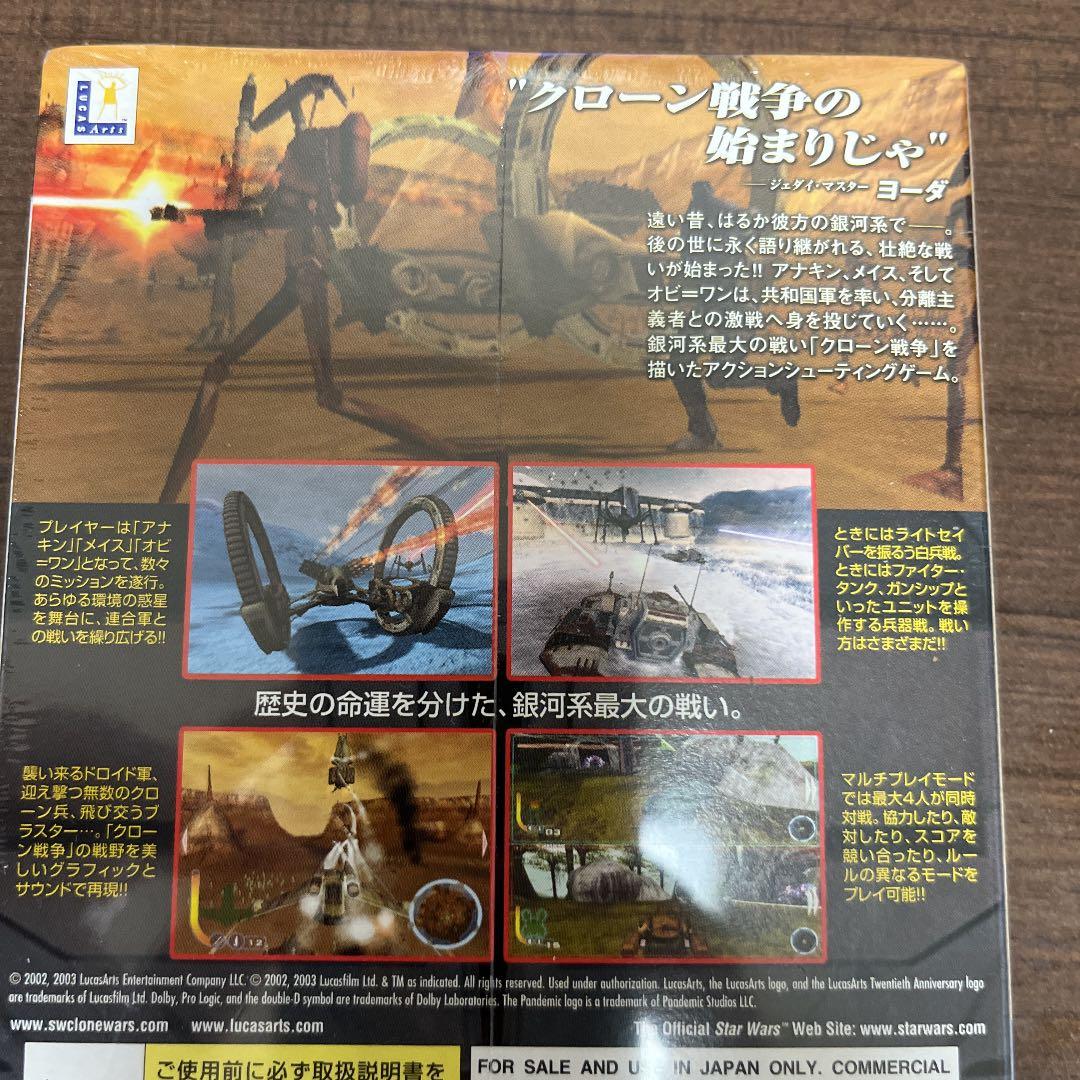 LUCAS
Arts
"クローン戦争の
始まりじゃ"
──ジェダイ・マスター ヨーダ
遠い昔、はるか彼方の銀河系で──。
後の世に永く語り継がれる、壮絶な戦
いが始まった!! アナキン、メイス、そして
オビ=ワンは、共和国軍を率い、分離主
義者との激戦へ身を投じていく……。
銀河系最大の戦い「クローン戦争」を
描いたアクションシューティングゲーム。
プレイヤーは「アナ
キン」「メイス」「オビ
=ワン」となって、数々
のミッションを遂行。
あらゆる環境の惑星
を舞台に、連合軍と
の戦いを繰り広げる!!
ときにはライトセイ
バーを振るう白兵戦。
ときにはファイター・
タンク、ガンシップと
いったユニットを操
作する兵器戦。戦い
方はさまざまだ!!
歴史の命運を分けた、銀河系最大の戦い。
襲い来るドロイド軍、
迎え撃つ無数のクロ
ーン兵、飛び交うブ
ラスター…。「クロー
ン戦争」の戦野を美
しいグラフィックと
サウンドで再現!!
12
03
15
マルチプレイモード
では最大4人が同時
対戦。協力したり、敵
対したり、スコアを
競い合ったり、ルー
ルの異なるモードを
プレイ可能!!
© 2002, 2003 LucasArts Entertainment Company LLC. © 2002, 2003 Lucasfilm Ltd. & TM as indicated. All rights reserved. Used under authorization. LucasArts, the LucasArts logo, and the LucasArts Twentieth Anniversary logo
are trademarks of Lucasfilm Ltd. Dolby, Pro Logic, and the double-D symbol are trademarks of Dolby Laboratories. The Pandemic logo is a trademark of Pandemic Studios LLC.
www.swclonewars.com www.lucasarts.com
The Official Star Wars™ Web Site: www.starwars.com
ご使用前に必ず取扱説明書を
FOR SALE AND USE IN JAPAN ONLY. COMMERCIAL